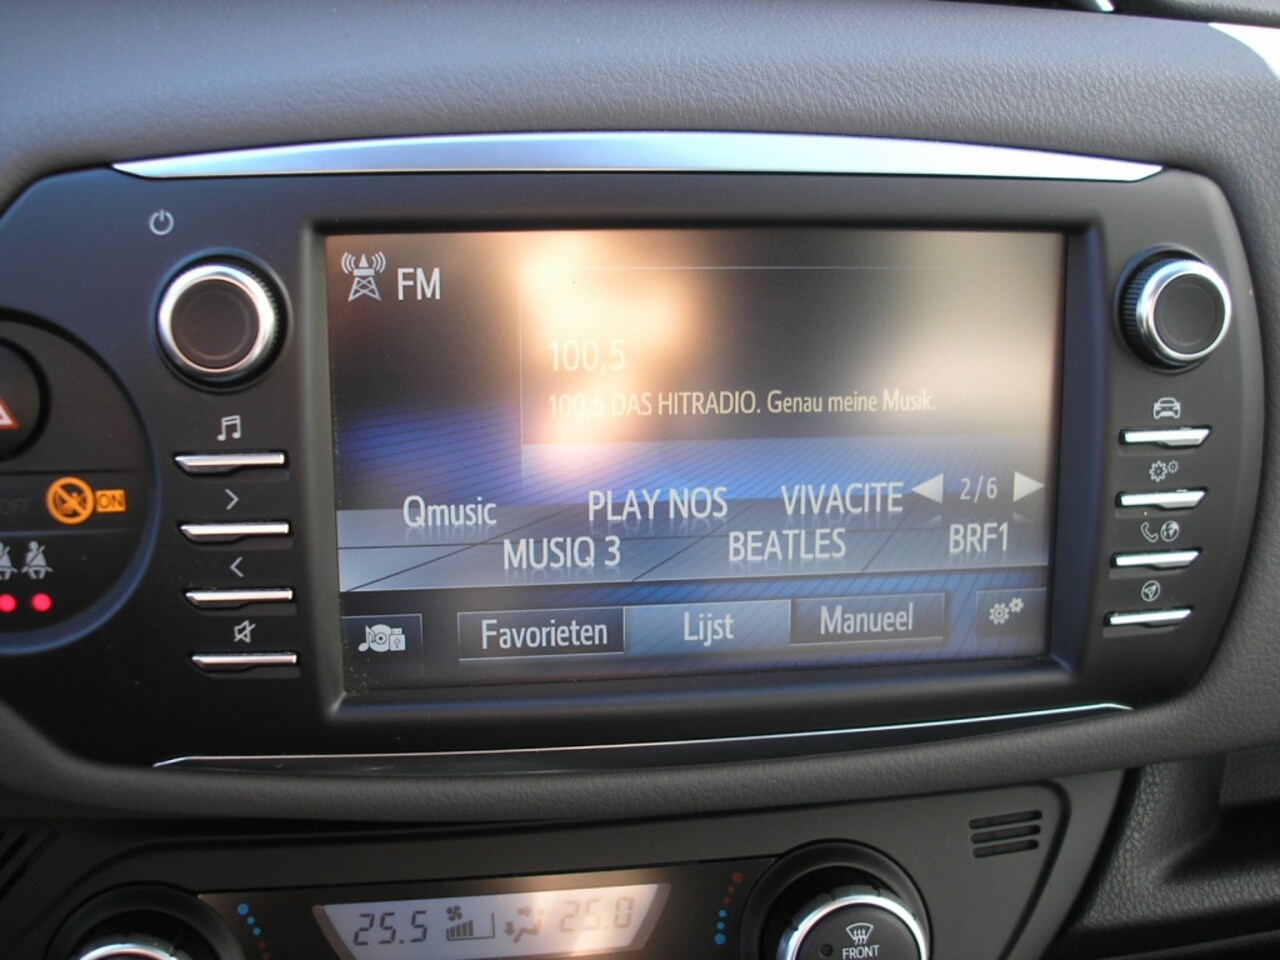 FM
100,5
100,5 DAS HITRADIO. Genau meine Musik.
Qmusic PLAY NOS VIVACITE 2/6
MUSIQ 3 BEATLES BRF1
Favorieten Lijst Manueel
OFF ON
25.5 25.0
FRONT